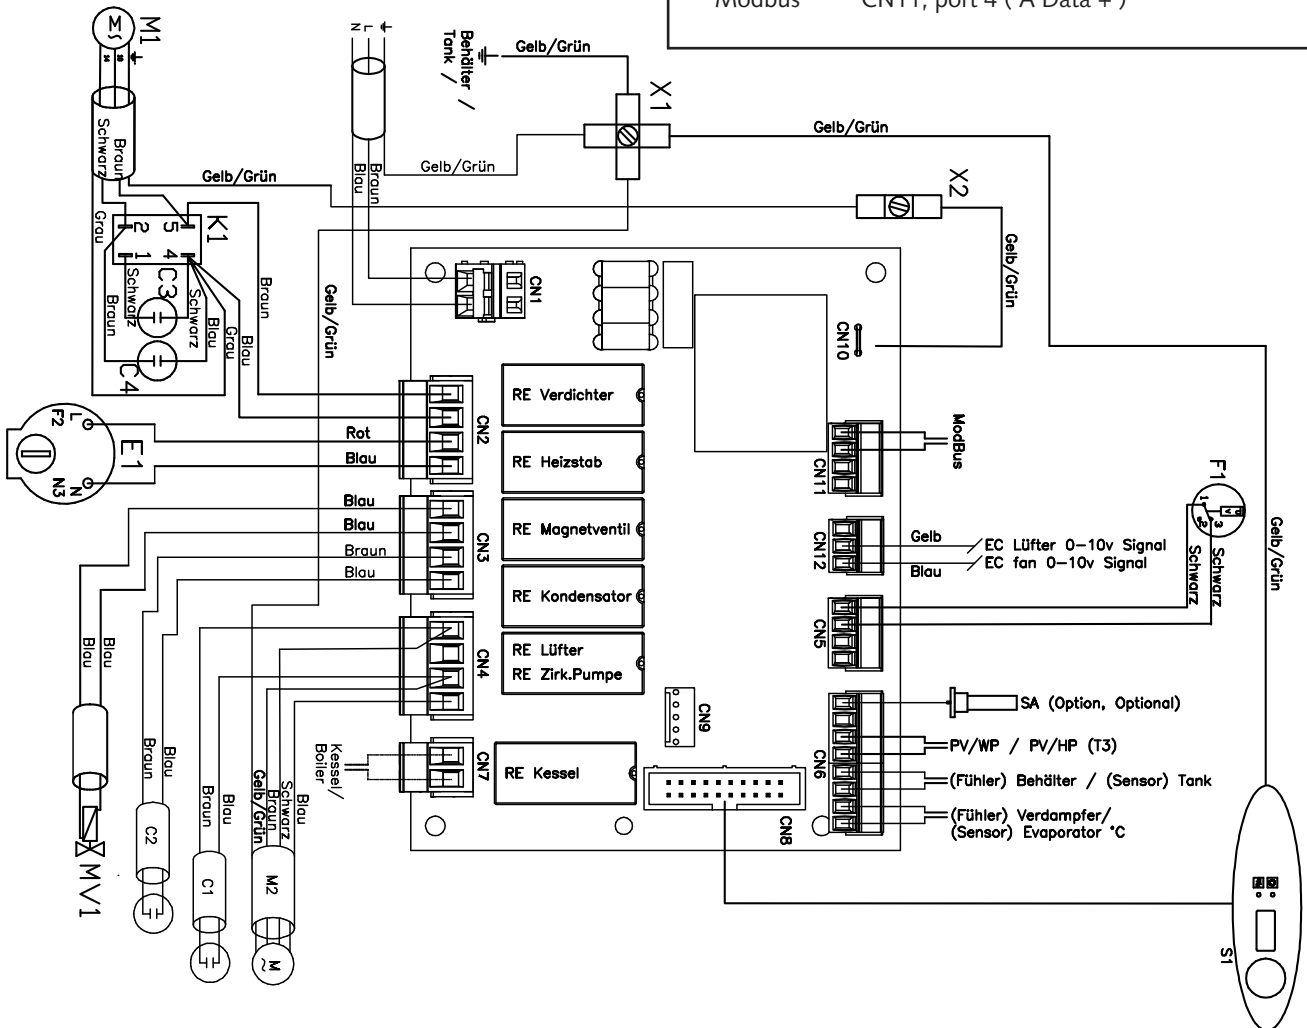 Modbus CN11, port 4 ( A Data + )
M1
N
L
Behälter /
Tank /
Gelb/Grün
X1
Gelb/Grün
Braun
Schwarz
Gelb/Grün
Blau
Braun
Gelb/Grün
X2
Gelb/Grün
K1
2
5
1
4
Grau
Schwarz
C3
Schwarz
Braun
C4
Blau
Grau
Blau
Braun
Gelb/Grün
CN1
CN10
RE Verdichter
RE Heizstab
RE Magnetventil
RE Kondensator
RE Lüfter
RE Zirk.Pumpe
RE Kessel
F2
L
E1
N3
N
Rot
Blau
CN2
Blau
Blau
Braun
Blau
CN3
CN4
CN7
Kessel/
Boiler
CN9
CN8
ModBus
CN11
CN12
Gelb
Blau
EC Lüfter 0-10v Signal
EC fan 0-10v Signal
F1
1
2
3
P
Schwarz
Schwarz
Gelb/Grün
CN5
CN6
SA (Option, Optional)
PV/WP / PV/HP (T3)
(Fühler) Behälter / (Sensor) Tank
(Fühler) Verdampfer/
(Sensor) Evaporator °C
S1
Blau
Blau
MV1
Blau
Braun
C2
Blau
Braun
C1
Blau
Schwarz
Braun
Gelb/Grün
M2
M